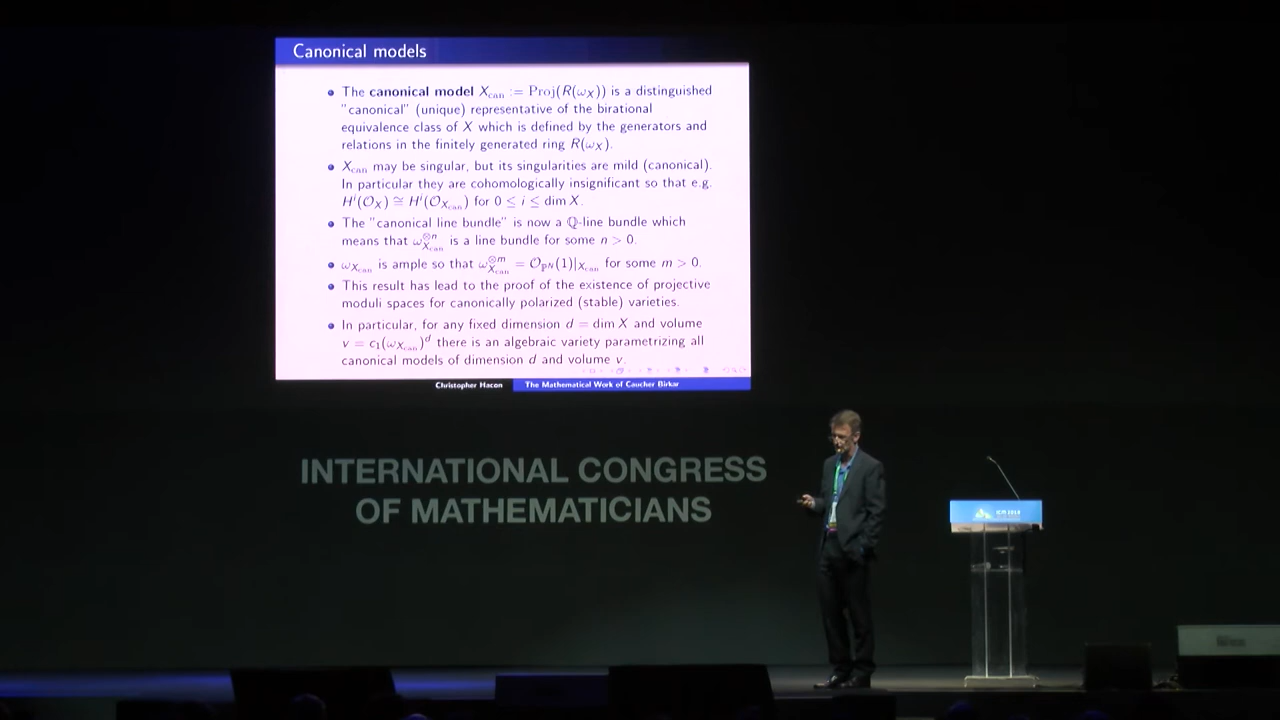 Canonical models
• The canonical model X_can := Proj(R(ω_X)) is a distinguished
"canonical" (unique) representative of the birational
equivalence class of X which is defined by the generators and
relations in the finitely generated ring R(ω_X).
• X_can may be singular, but its singularities are mild (canonical).
In particular they are cohomologically insignificant so that e.g.
H^i(𝒪_X) ≅ H^i(𝒪_{X_can}) for 0 ≤ i ≤ dim X.
• The "canonical line bundle" is now a ℚ-line bundle which
means that ω_{X_can}^{⊗n} is a line bundle for some n > 0.
• ω_{X_can} is ample so that ω_{X_can}^{⊗m} = 𝒪_{ℙ^N}(1)|_{X_can} for some m > 0.
• This result has lead to the proof of the existence of projective
moduli spaces for canonically polarized (stable) varieties.
• In particular, for any fixed dimension d = dim X and volume
v = c_1(ω_{X_can})^d there is an algebraic variety parametrizing all
canonical models of dimension d and volume v.
Christopher Hacon The Mathematical Work of Caucher Birkar
INTERNATIONAL CONGRESS
OF MATHEMATICIANS
ICM 2018